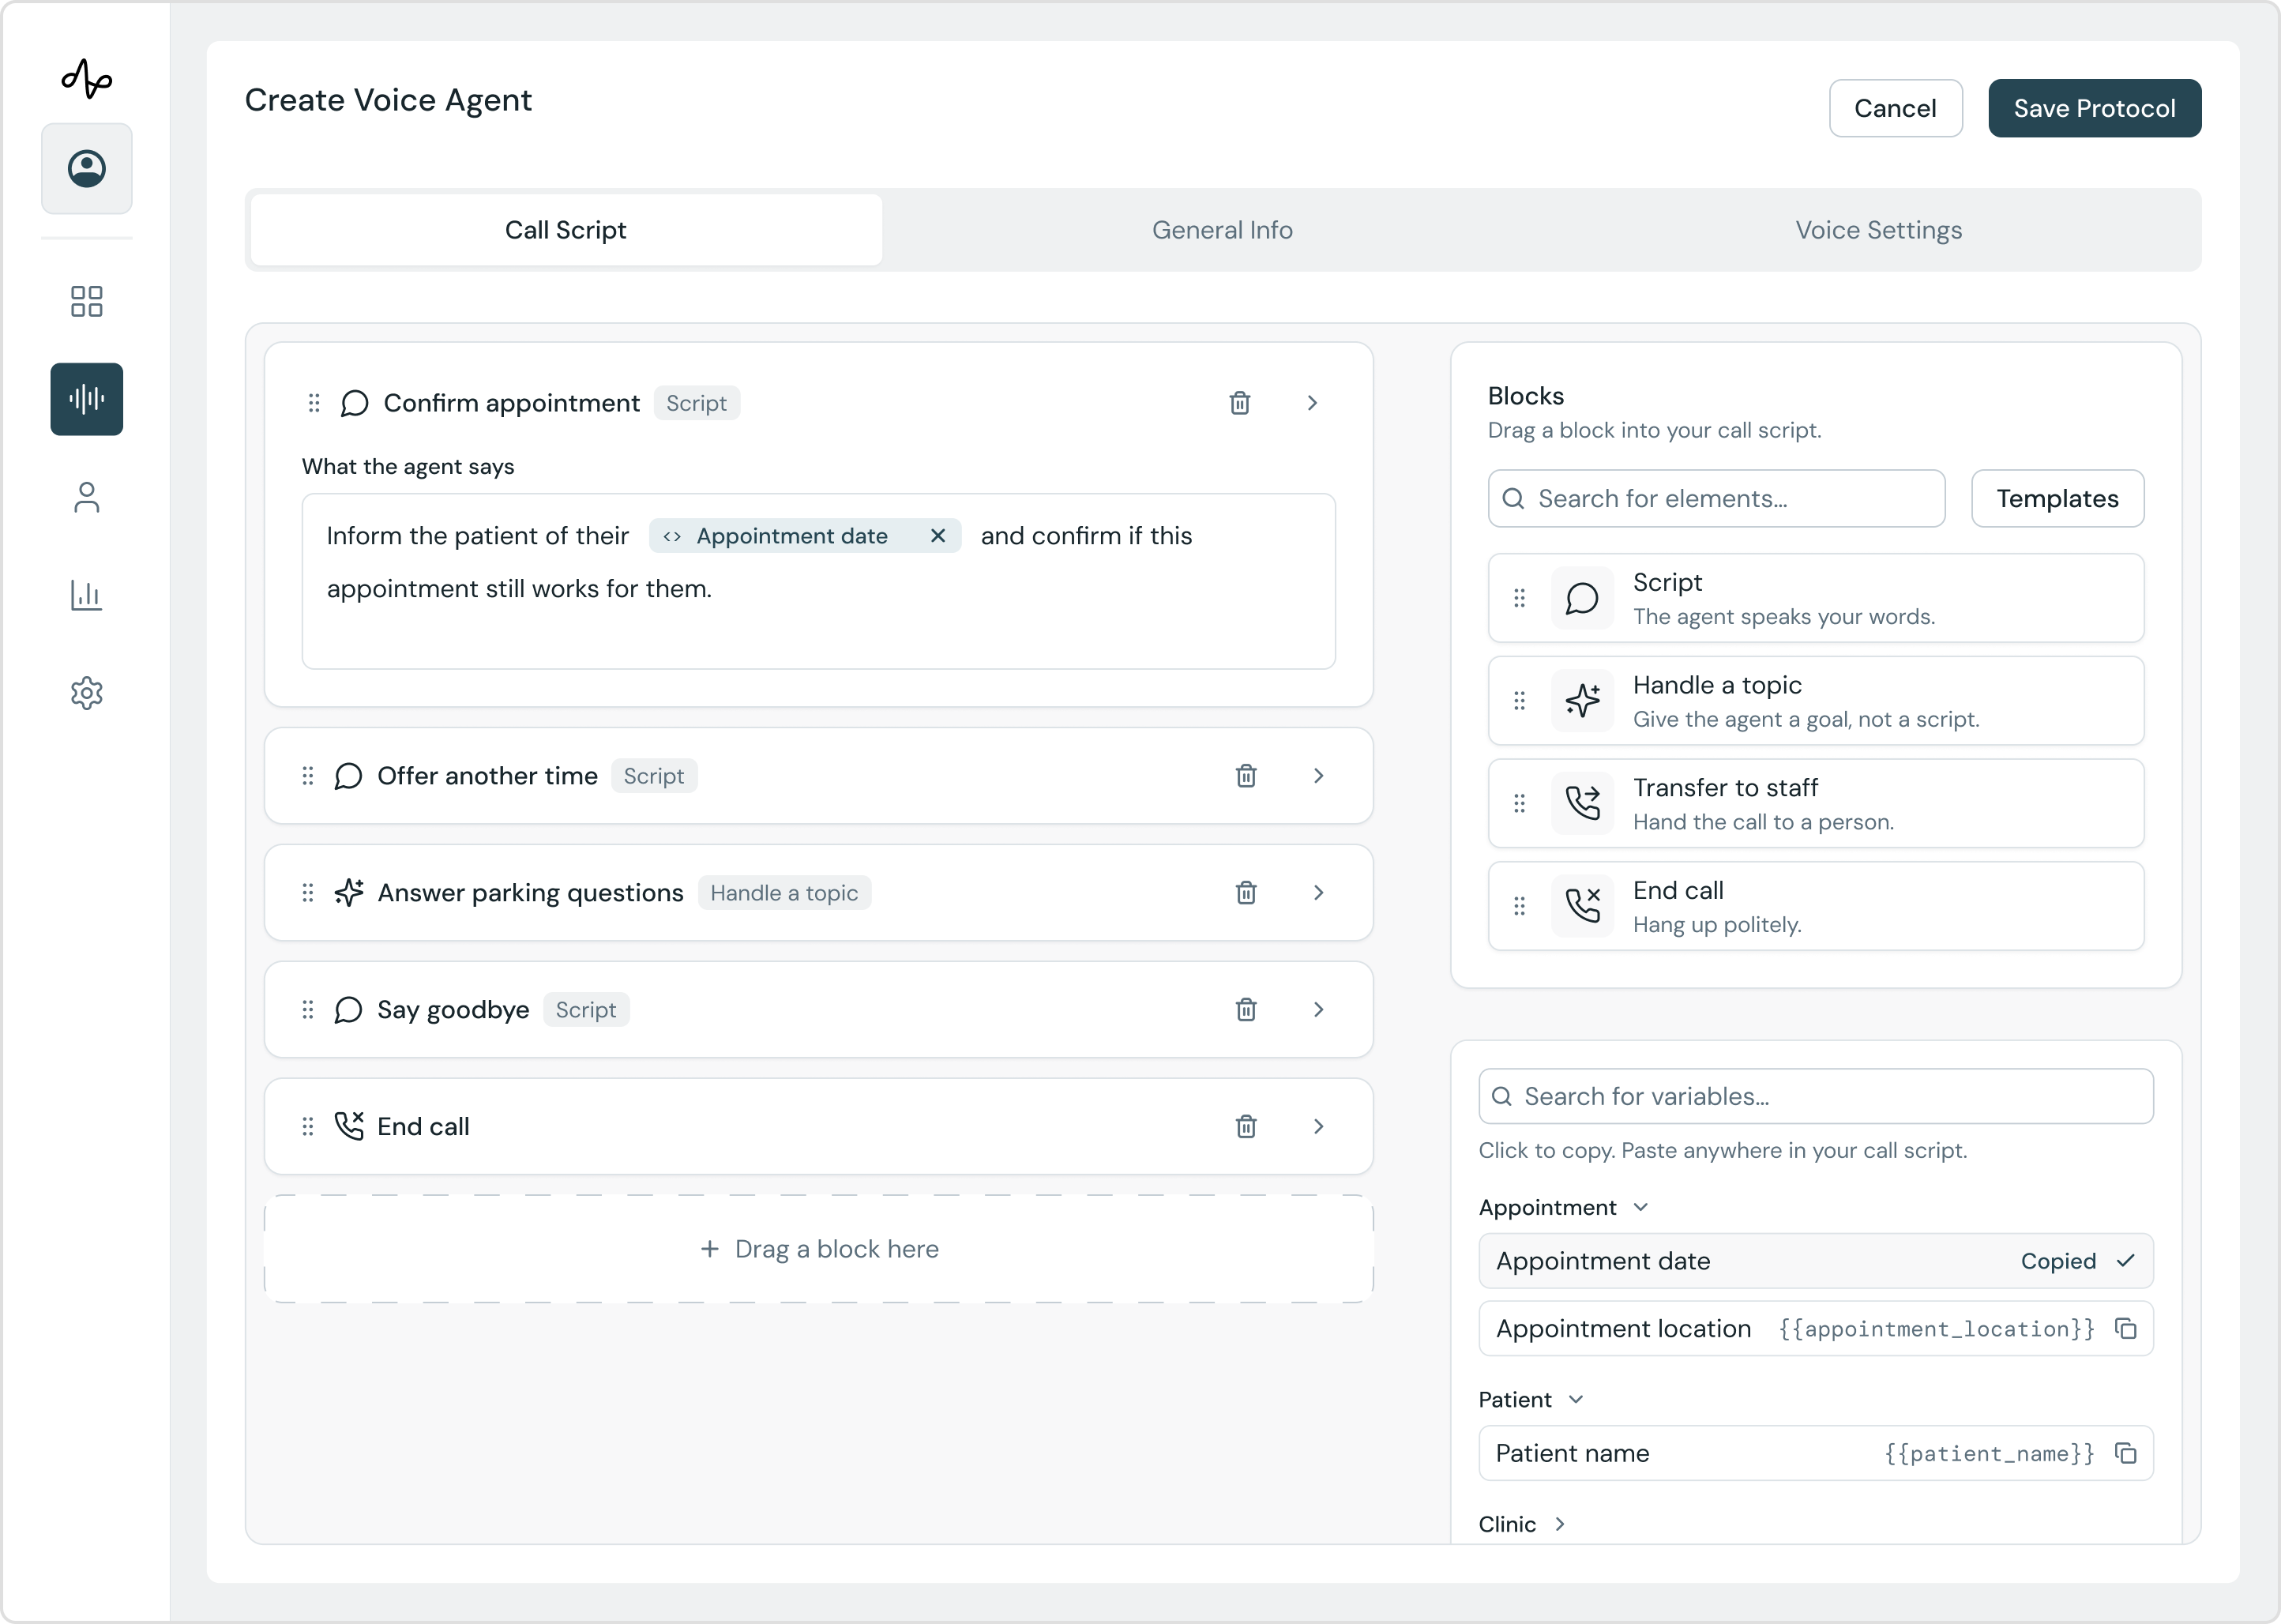 Create Voice Agent
Cancel
Save Protocol
Call Script
General Info
Voice Settings
Confirm appointment
Script
What the agent says
Inform the patient of their <> Appointment date and confirm if this
appointment still works for them.
Offer another time
Script
Answer parking questions
Handle a topic
Say goodbye
Script
End call
+ Drag a block here
Blocks
Drag a block into your call script.
Search for elements...
Templates
Script
The agent speaks your words.
Handle a topic
Give the agent a goal, not a script.
Transfer to staff
Hand the call to a person.
End call
Hang up politely.
Search for variables...
Click to copy. Paste anywhere in your call script.
Appointment
Appointment date
Copied
Appointment location
{{appointment_location}}
Patient
Patient name
{{patient_name}}
Clinic